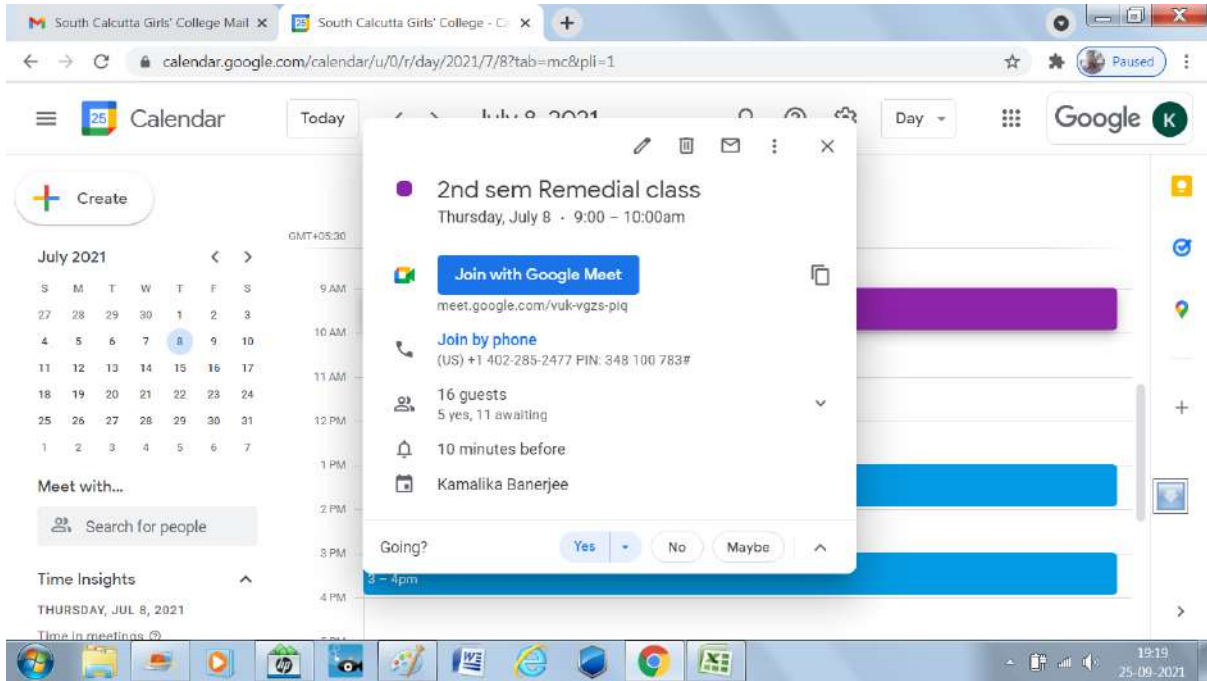 South Calcutta Girls' College Mail
South Calcutta Girls' College - Ca
calendar.google.com/calendar/u/0/r/day/2021/7/8?tab=mc&pli=1
Paused
25
Calendar
Today
July 8, 2021
Day
Google
K
Create
2nd sem Remedial class
Thursday, July 8 · 9:00 – 10:00am
GMT+05:30
July 2021
S M T W T F S
27 28 29 30 1 2 3
4 5 6 7 8 9 10
11 12 13 14 15 16 17
18 19 20 21 22 23 24
25 26 27 28 29 30 31
1 2 3 4 5 6 7
9 AM
10 AM
11 AM
12 PM
1 PM
2 PM
3 PM
4 PM
Join with Google Meet
meet.google.com/vuk-vgzs-piq
Join by phone
(US) +1 402-285-2477 PIN: 348 100 783#
16 guests
5 yes, 11 awaiting
10 minutes before
Kamalika Banerjee
Going?
Yes
No
Maybe
3 – 4pm
Meet with...
Search for people
Time Insights
THURSDAY, JUL 8, 2021
Time in meetings
19:19
25-09-2021